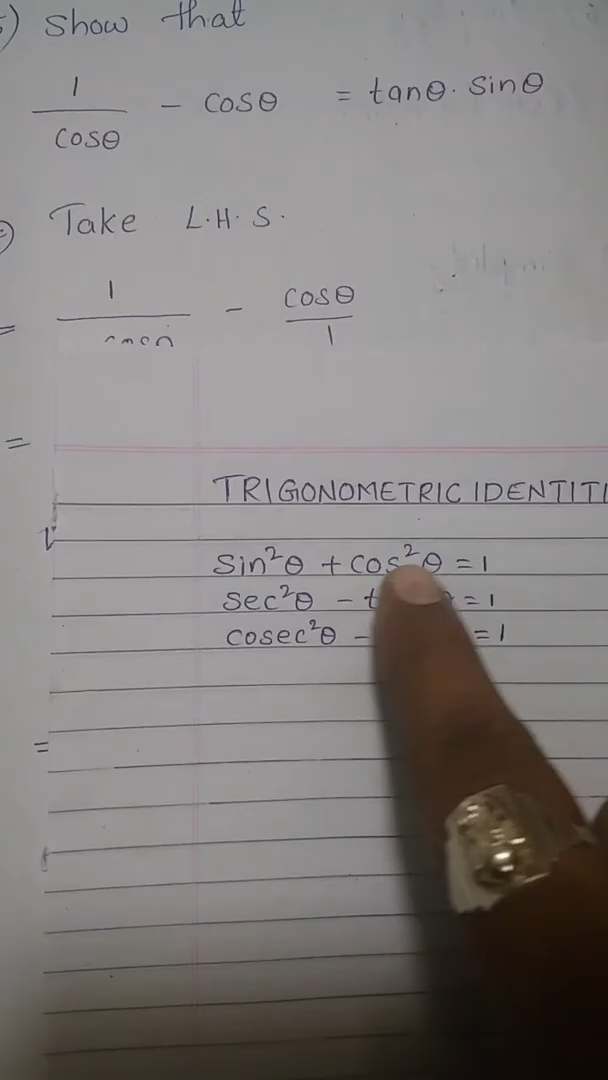 Show that
1/cosθ - cosθ = tanθ. sinθ
Take L.H.S.
= 1/ - cosθ/1
=
TRIGONOMETRIC IDENTITI
sin²θ + cos²θ = 1
sec²θ - t = 1
cosec²θ - = 1
=